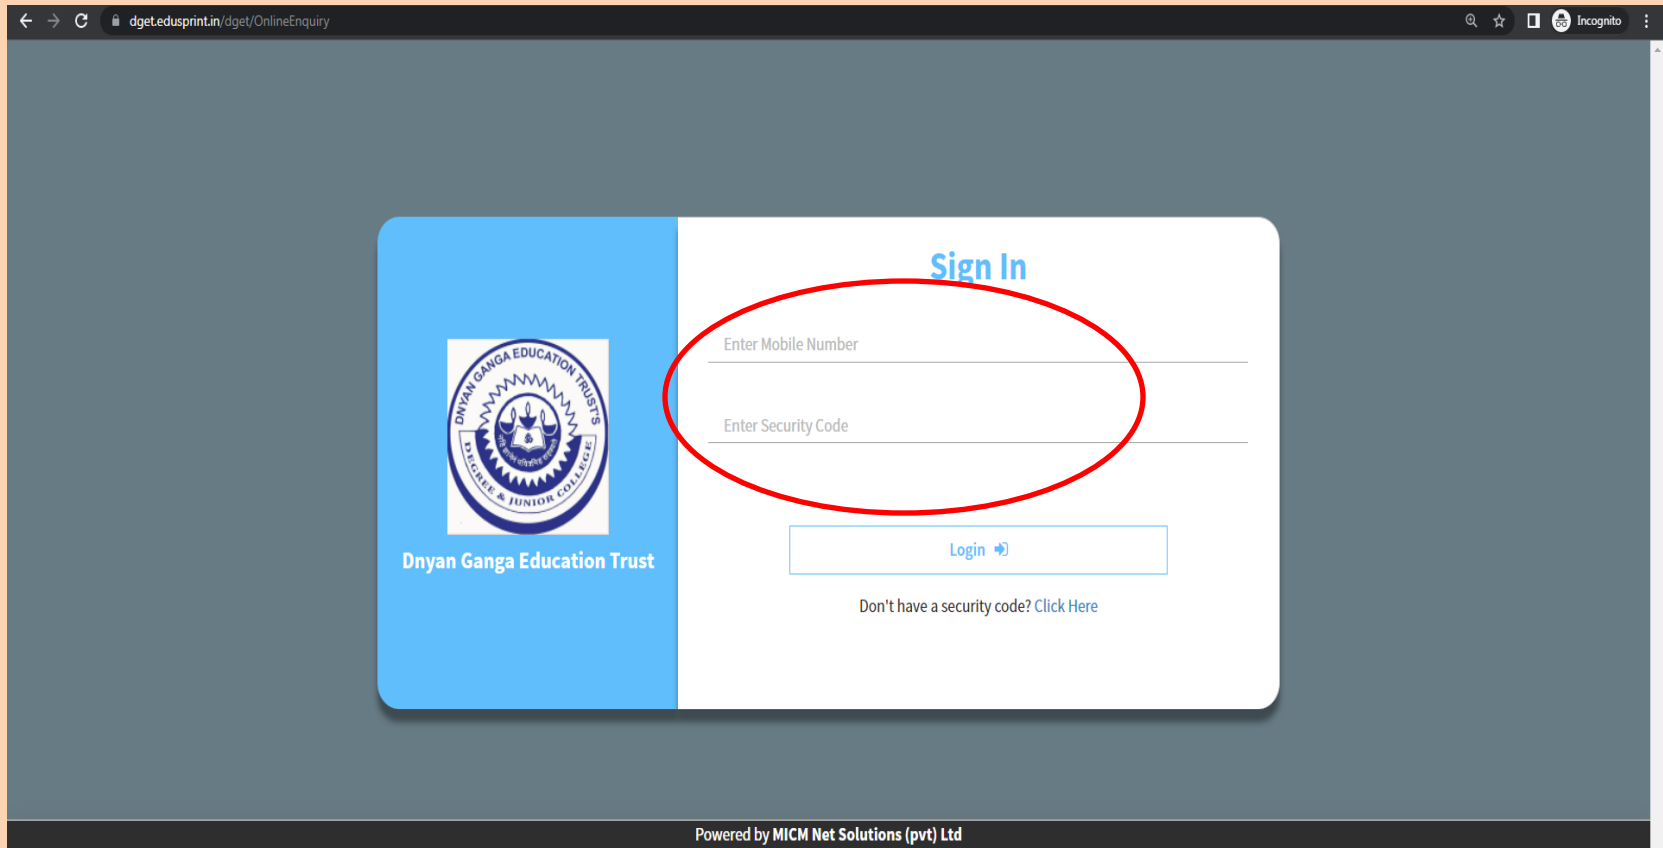 dget.edusprint.in/dget/OnlineEnquiry
Incognito
Sign In
Enter Mobile Number
Enter Security Code
DNYAN GANGA EDUCATION TRUST'S
DEGREE & JUNIOR COLLEGE
Dnyan Ganga Education Trust
Login
Don't have a security code? Click Here
Powered by MICM Net Solutions (pvt) Ltd